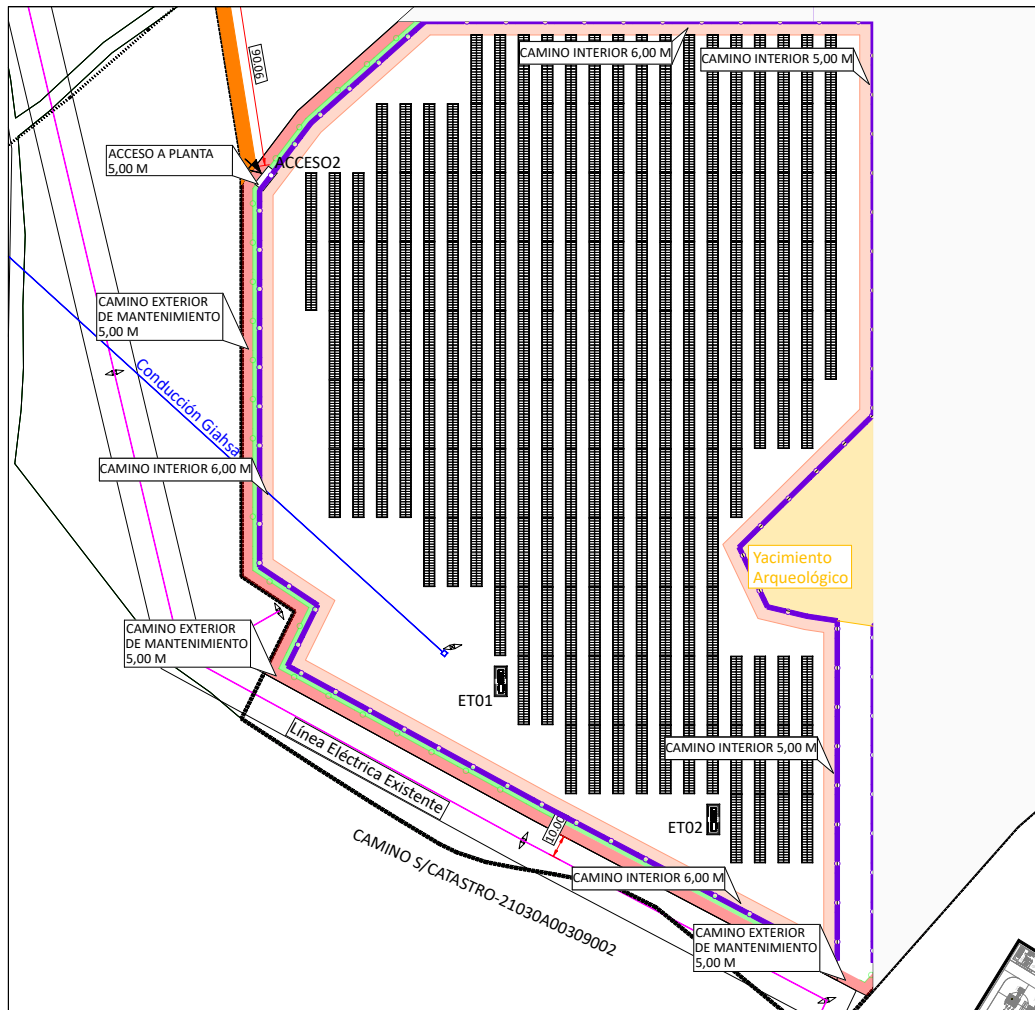 CAMINO INTERIOR 6,00 M
CAMINO INTERIOR 5,00 M
90.06
ACCESO A PLANTA
5,00 M
ACCESO2
CAMINO EXTERIOR
DE MANTENIMIENTO
5,00 M
Conducción Giahsa
CAMINO INTERIOR 6,00 M
Yacimiento
Arqueológico
CAMINO EXTERIOR
DE MANTENIMIENTO
5,00 M
ET01
Línea Eléctrica Existente
CAMINO INTERIOR 5,00 M
ET02
10.00
CAMINO S/CATASTRO-21030A00309002
CAMINO INTERIOR 6,00 M
CAMINO EXTERIOR
DE MANTENIMIENTO
5,00 M